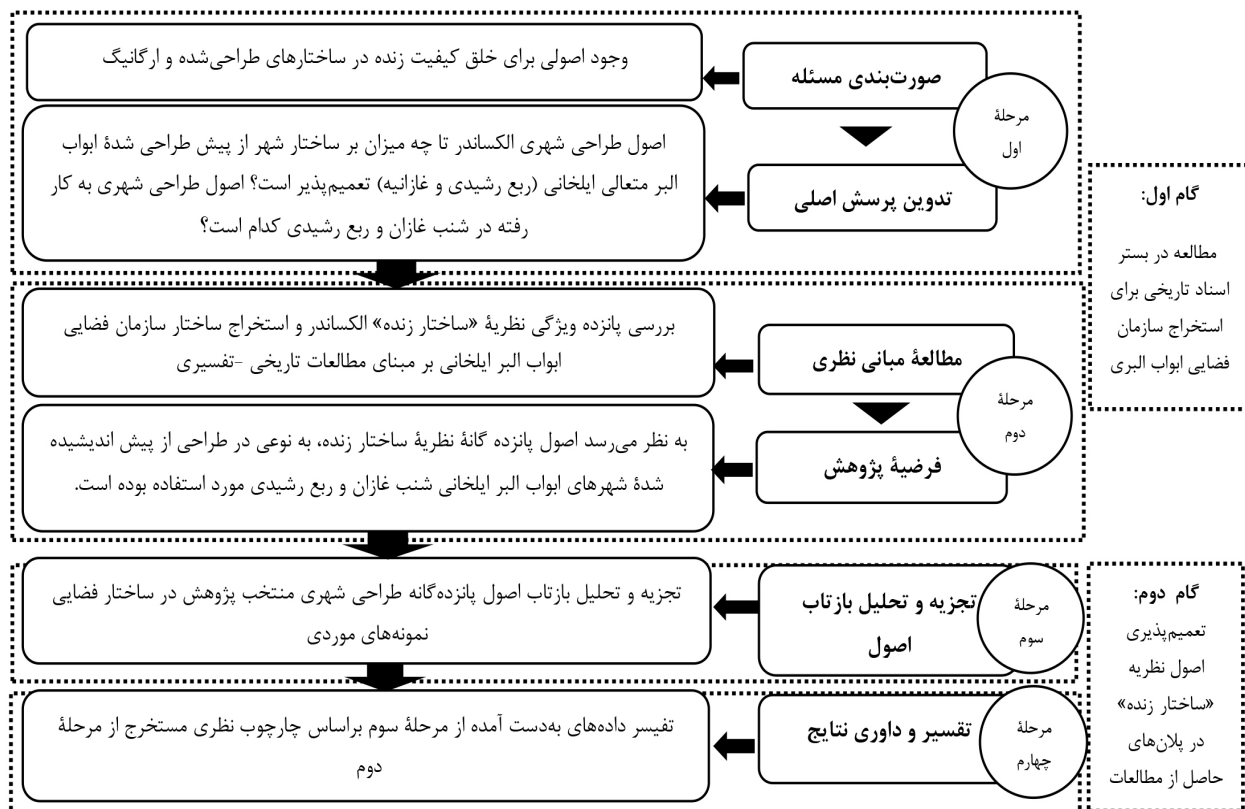 گام اول:
مطالعه در بستر
اسناد تاریخی برای
استخراج سازمان
فضایی ابواب البری
مرحلهٔ
اول
صورت‌بندی مسئله
وجود اصولی برای خلق کیفیت زنده در ساختارهای طراحی‌شده و ارگانیگ
تدوین پرسش اصلی
اصول طراحی شهری الکساندر تا چه میزان بر ساختار شهر از پیش طراحی شدهٔ ابواب
البر متعالی ایلخانی (ربع رشیدی و غازانیه) تعمیم‌پذیر است؟ اصول طراحی شهری به کار
رفته در شنب غازان و ربع رشیدی کدام است؟
مرحلهٔ
دوم
مطالعهٔ مبانی نظری
بررسی پانزده ویژگی نظریهٔ «ساختار زنده» الکساندر و استخراج ساختار سازمان فضایی
ابواب البر ایلخانی بر مبنای مطالعات تاریخی -تفسیری
فرضیهٔ پژوهش
به نظر می‌رسد اصول پانزده گانهٔ نظریهٔ ساختار زنده، به نوعی در طراحی از پیش اندیشیده
شدهٔ شهرهای ابواب البر ایلخانی شنب غازان و ربع رشیدی مورد استفاده بوده است.
گام دوم:
تعمیم‌پذیری
اصول نظریه
«ساختار زنده»
در پلان‌های
حاصل از مطالعات
مرحلهٔ
سوم
تجزیه و تحلیل بازتاب
اصول
تجزیه و تحلیل بازتاب اصول پانزده‌گانه طراحی شهری منتخب پژوهش در ساختار فضایی
نمونه‌های موردی
مرحلهٔ
چهارم
تقسیر و داوری نتایج
تفیسر داده‌های به‌دست آمده از مرحلهٔ سوم براساس چارچوب نظری مستخرج از مرحلهٔ
دوم